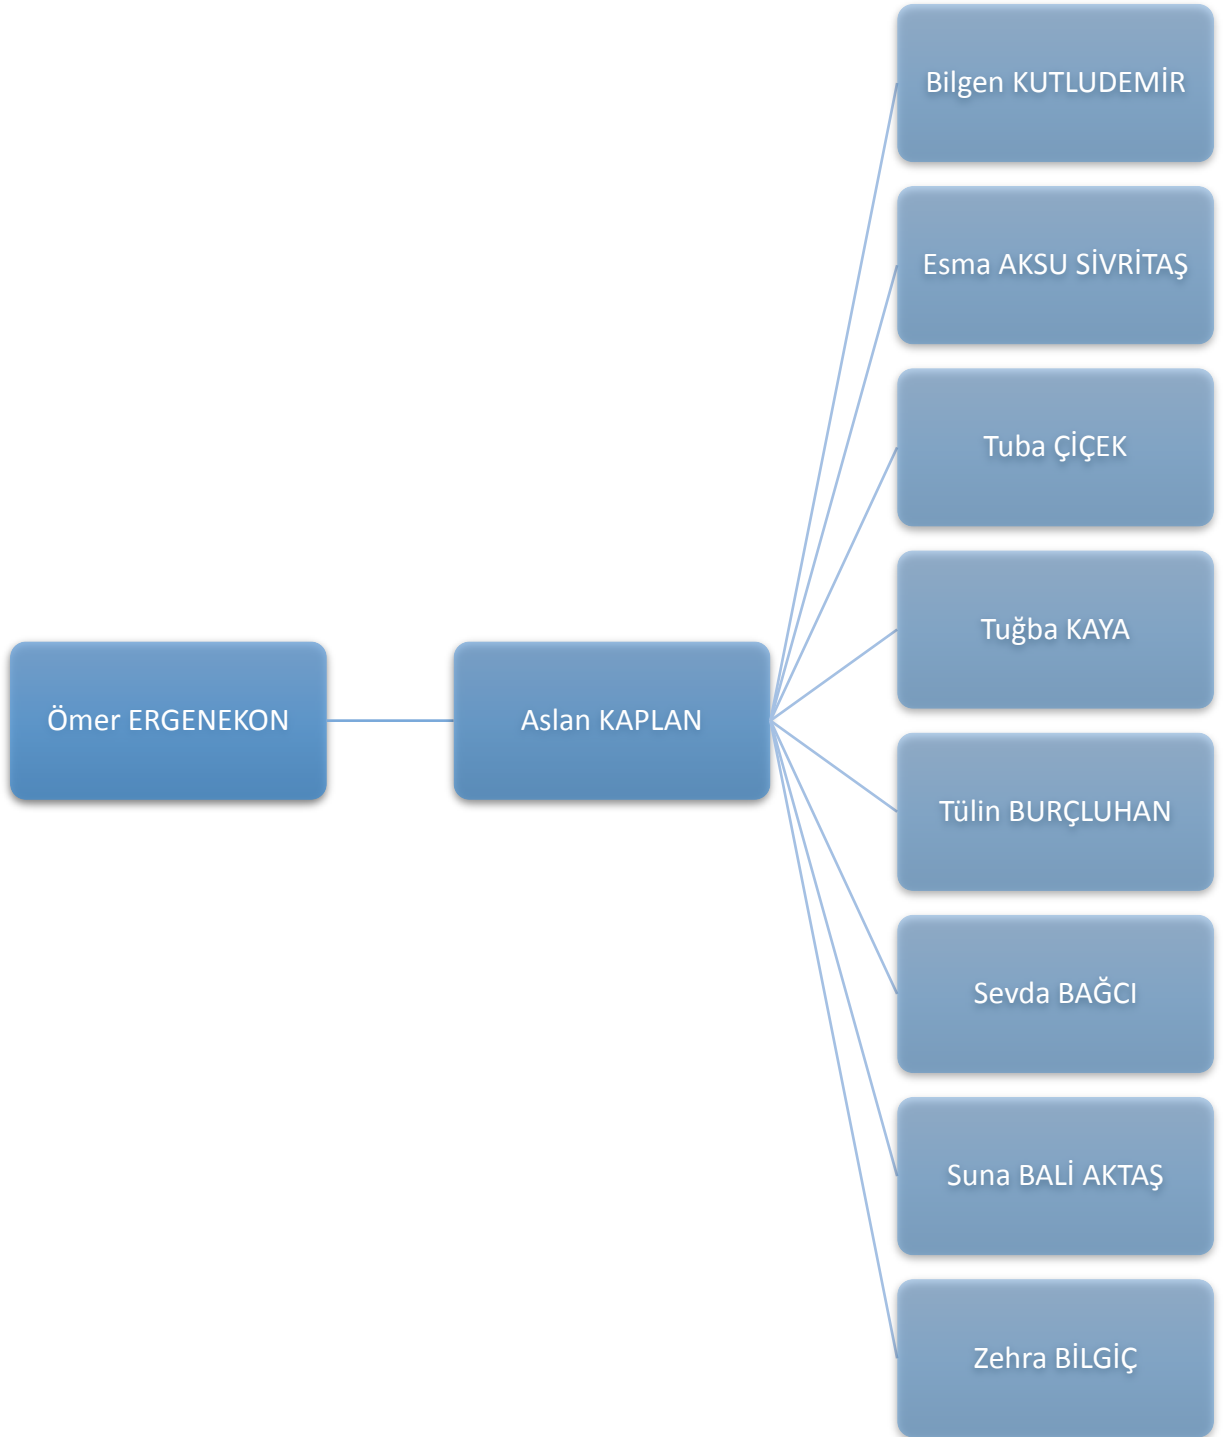 Ömer ERGENEKON
Aslan KAPLAN
Bilgen KUTLUDEMİR
Esma AKSU SİVRİTAŞ
Tuba ÇİÇEK
Tuğba KAYA
Tülin BURÇLUHAN
Sevda BAĞCI
Suna BALİ AKTAŞ
Zehra BİLGİÇ